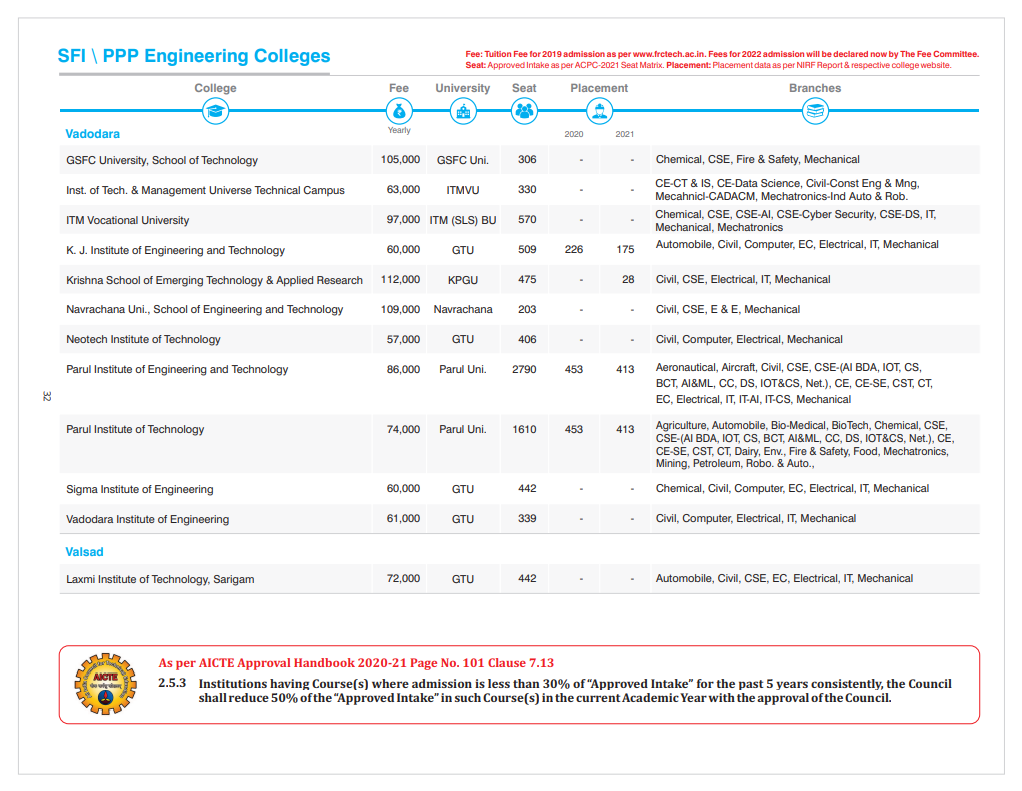 SFI \ PPP Engineering Colleges
Fee: Tuition Fee for 2019 admission as per www.frctech.ac.in. Fees for 2022 admission will be declared now by The Fee Committee.
Seat: Approved Intake as per ACPC-2021 Seat Matrix. Placement: Placement data as per NIRF Report & respective college website.
College Fee University Seat Placement Branches
Vadodara Yearly 2020 2021
GSFC University, School of Technology 105,000 GSFC Uni. 306 - - Chemical, CSE, Fire & Safety, Mechanical
Inst. of Tech. & Management Universe Technical Campus 63,000 ITMVU 330 - - CE-CT & IS, CE-Data Science, Civil-Const Eng & Mng,
Mecahnicl-CADACM, Mechatronics-Ind Auto & Rob.
ITM Vocational University 97,000 ITM (SLS) BU 570 - - Chemical, CSE, CSE-AI, CSE-Cyber Security, CSE-DS, IT,
Mechanical, Mechatronics
K. J. Institute of Engineering and Technology 60,000 GTU 509 226 175 Automobile, Civil, Computer, EC, Electrical, IT, Mechanical
Krishna School of Emerging Technology & Applied Research 112,000 KPGU 475 - 28 Civil, CSE, Electrical, IT, Mechanical
Navrachana Uni., School of Engineering and Technology 109,000 Navrachana 203 - - Civil, CSE, E & E, Mechanical
Neotech Institute of Technology 57,000 GTU 406 - - Civil, Computer, Electrical, Mechanical
Parul Institute of Engineering and Technology 86,000 Parul Uni. 2790 453 413 Aeronautical, Aircraft, Civil, CSE, CSE-(AI BDA, IOT, CS,
BCT, AI&ML, CC, DS, IOT&CS, Net.), CE, CE-SE, CST, CT,
EC, Electrical, IT, IT-AI, IT-CS, Mechanical
32
Parul Institute of Technology 74,000 Parul Uni. 1610 453 413 Agriculture, Automobile, Bio-Medical, BioTech, Chemical, CSE,
CSE-(AI BDA, IOT, CS, BCT, AI&ML, CC, DS, IOT&CS, Net.), CE,
CE-SE, CST, CT, Dairy, Env., Fire & Safety, Food, Mechatronics,
Mining, Petroleum, Robo. & Auto.,
Sigma Institute of Engineering 60,000 GTU 442 - - Chemical, Civil, Computer, EC, Electrical, IT, Mechanical
Vadodara Institute of Engineering 61,000 GTU 339 - - Civil, Computer, Electrical, IT, Mechanical
Valsad
Laxmi Institute of Technology, Sarigam 72,000 GTU 442 - - Automobile, Civil, CSE, EC, Electrical, IT, Mechanical
AICTE
As per AICTE Approval Handbook 2020-21 Page No. 101 Clause 7.13
2.5.3 Institutions having Course(s) where admission is less than 30% of “Approved Intake” for the past 5 years consistently, the Council
shall reduce 50% of the “Approved Intake” in such Course(s) in the current Academic Year with the approval of the Council.